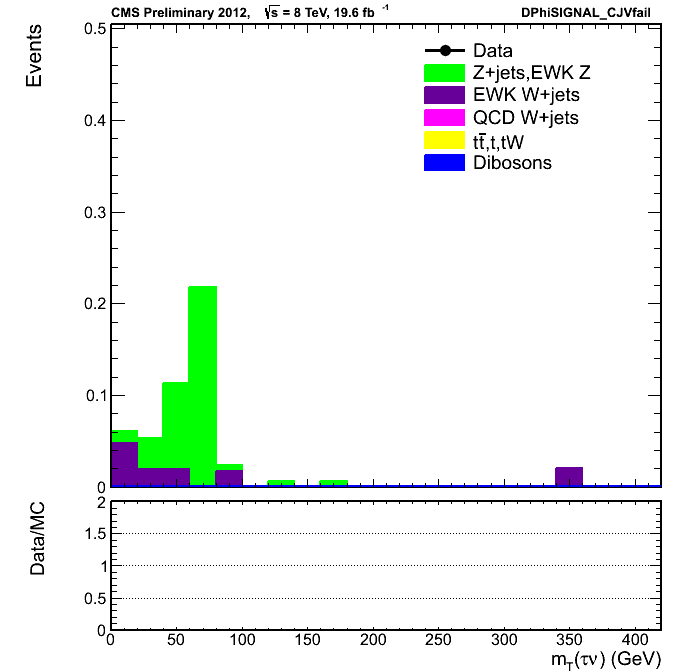 CMS Preliminary 2012, √s = 8 TeV, 19.6 fb⁻¹ DPhiSIGNAL_CJVfail
Events
0.5
0.4
0.3
0.2
0.1
0
Data
Z+jets,EWK Z
EWK W+jets
QCD W+jets
tt̅,t,tW
Dibosons
Data/MC
2
1.5
1
0.5
0
0 50 100 150 200 250 300 350 400
m_T(τν) (GeV)